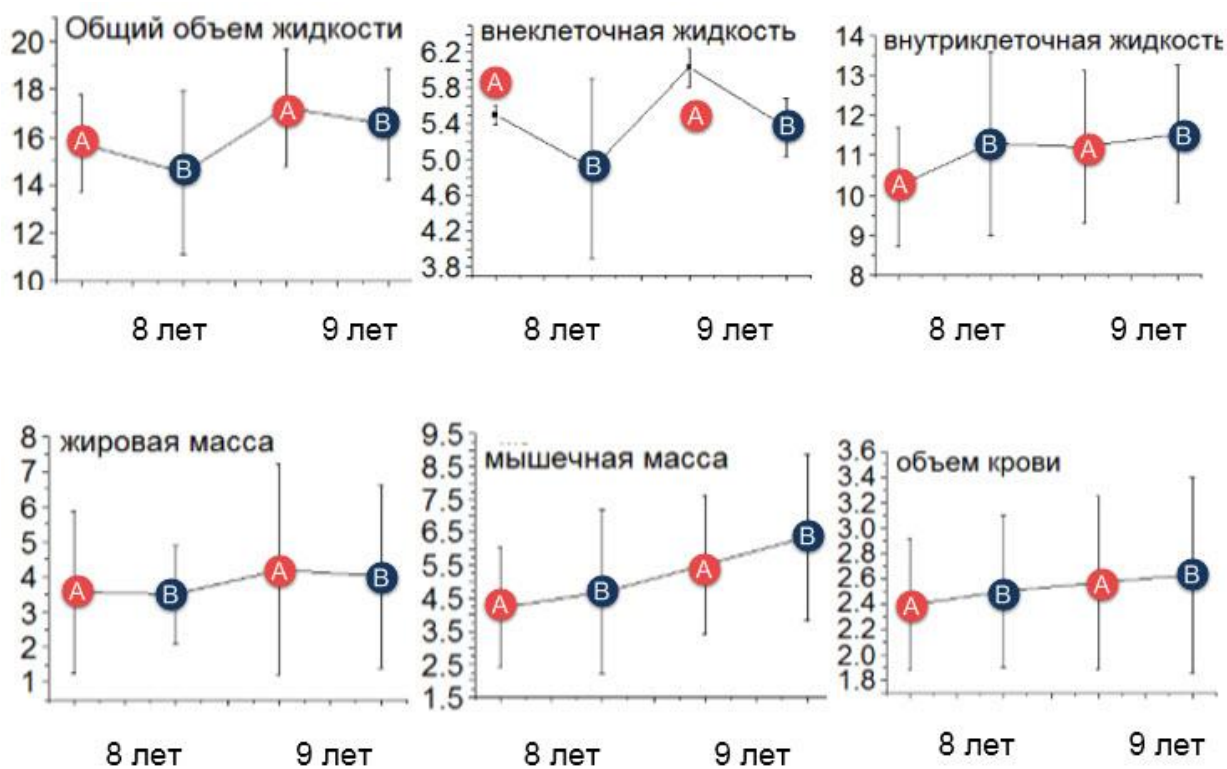 Общий объем жидкости
20
18
16
14
12
10
A
B
A
B
8 лет
9 лет
внеклеточная жидкость
6.2
5.8
5.4
5.0
4.6
4.2
3.8
A
B
A
B
8 лет
9 лет
внутриклеточная жидкость
14
13
12
11
10
9
8
A
B
A
B
8 лет
9 лет
жировая масса
8
7
6
5
4
3
2
1
A
B
A
B
8 лет
9 лет
мышечная масса
9.5
8.5
7.5
6.5
5.5
4.5
3.5
2.5
1.5
A
B
A
B
8 лет
9 лет
объем крови
3.6
3.4
3.2
3.0
2.8
2.6
2.4
2.2
2.0
1.8
A
B
A
B
8 лет
9 лет